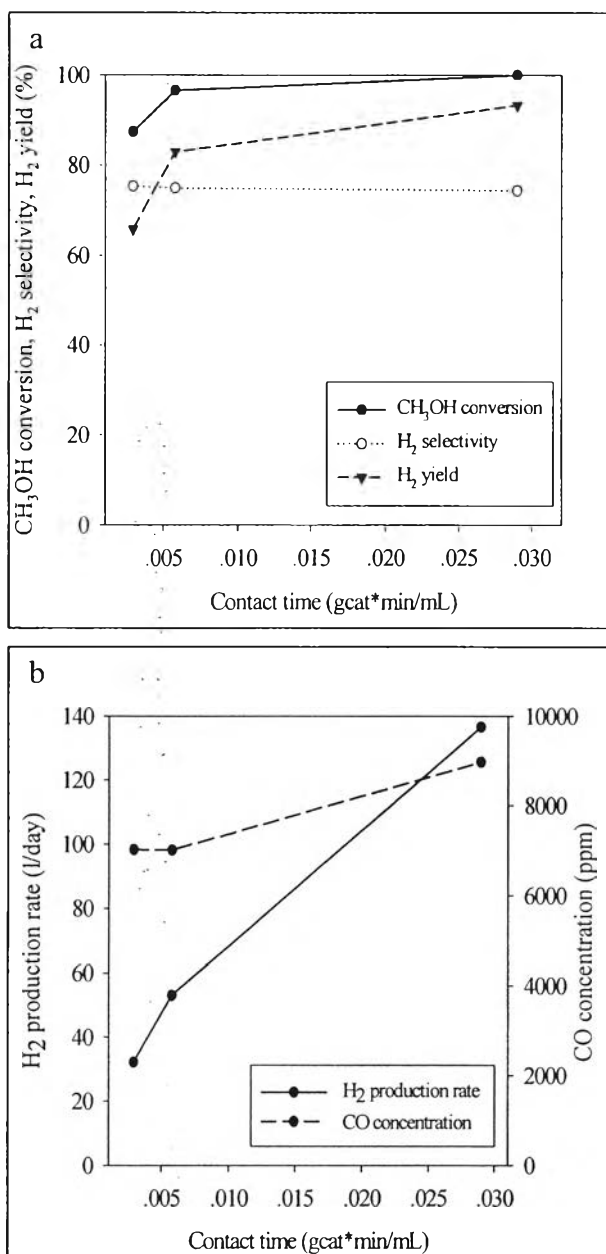 a
CH₃OH conversion, H₂ selectivity, H₂ yield (%)
100
80
60
40
20
0
CH₃OH conversion
H₂ selectivity
H₂ yield
.005 .010 .015 .020 .025 .030
Contact time (gcat*min/mL)
b
H2 production rate (l/day)
140
120
100
80
60
40
20
0
CO concentration (ppm)
10000
8000
6000
4000
2000
0
H₂ production rate
CO concentration
.005 .010 .015 .020 .025 .030
Contact time (gcat*min/mL)